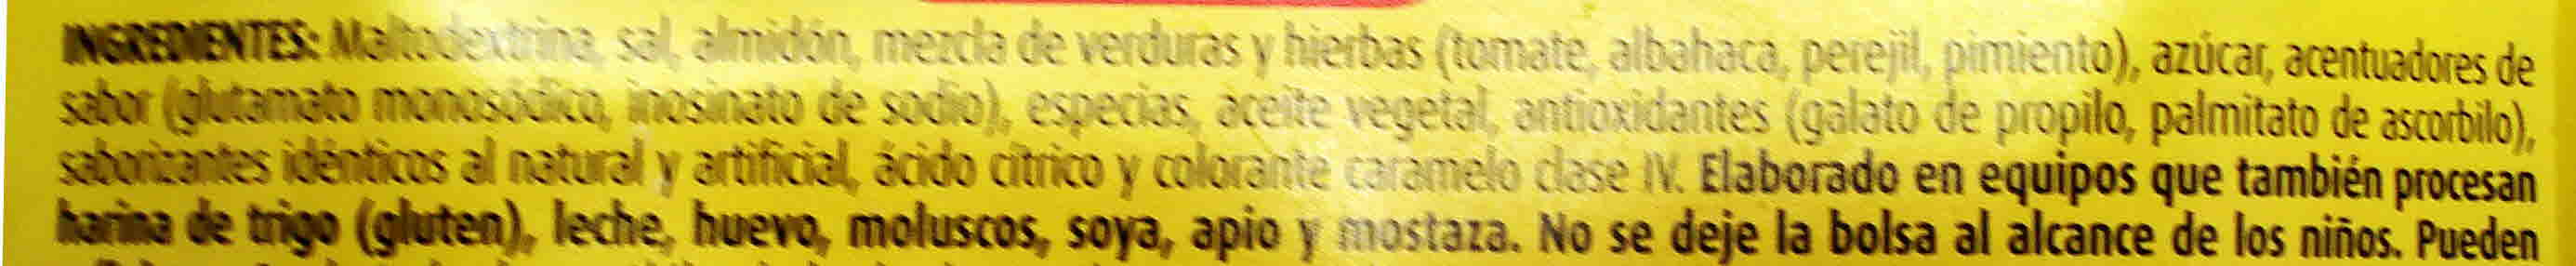 INGREDIENTES: Maltodextrina, sal, almidón, mezcla de verduras y hierbas (tomate, albahaca, perejil, pimiento), azúcar, acentuadores de
sabor (glutamato monosódico, inosinato de sodio), especias, aceite vegetal, antioxidantes (galato de propilo, palmitato de ascorbilo),
saborizantes idénticos al natural y artificial, ácido cítrico y colorante caramelo clase IV. Elaborado en equipos que también procesan
harina de trigo (gluten), leche, huevo, moluscos, soya, apio y mostaza. No se deje la bolsa al alcance de los niños. Pueden